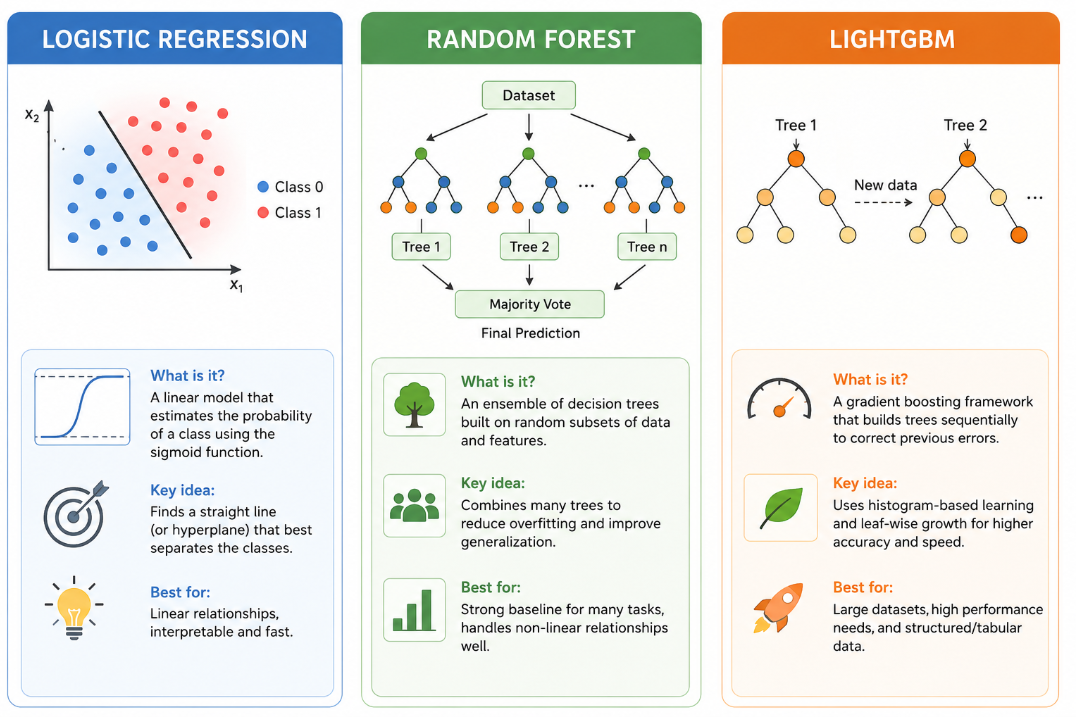 LOGISTIC REGRESSION
X2
X1
Class 0
Class 1
What is it?
A linear model that
estimates the probability
of a class using the
sigmoid function.
Key idea:
Finds a straight line
(or hyperplane) that best
separates the classes.
Best for:
Linear relationships,
interpretable and fast.
RANDOM FOREST
Dataset
...
Tree 1
Tree 2
Tree n
Majority Vote
Final Prediction
What is it?
An ensemble of decision trees
built on random subsets of data
and features.
Key idea:
Combines many trees to
reduce overfitting and improve
generalization.
Best for:
Strong baseline for many tasks,
handles non-linear relationships
well.
LIGHTGBM
Tree 1
Tree 2
New data
...
What is it?
A gradient boosting framework
that builds trees sequentially
to correct previous errors.
Key idea:
Uses histogram-based learning
and leaf-wise growth for higher
accuracy and speed.
Best for:
Large datasets, high performance
needs, and structured/tabular
data.